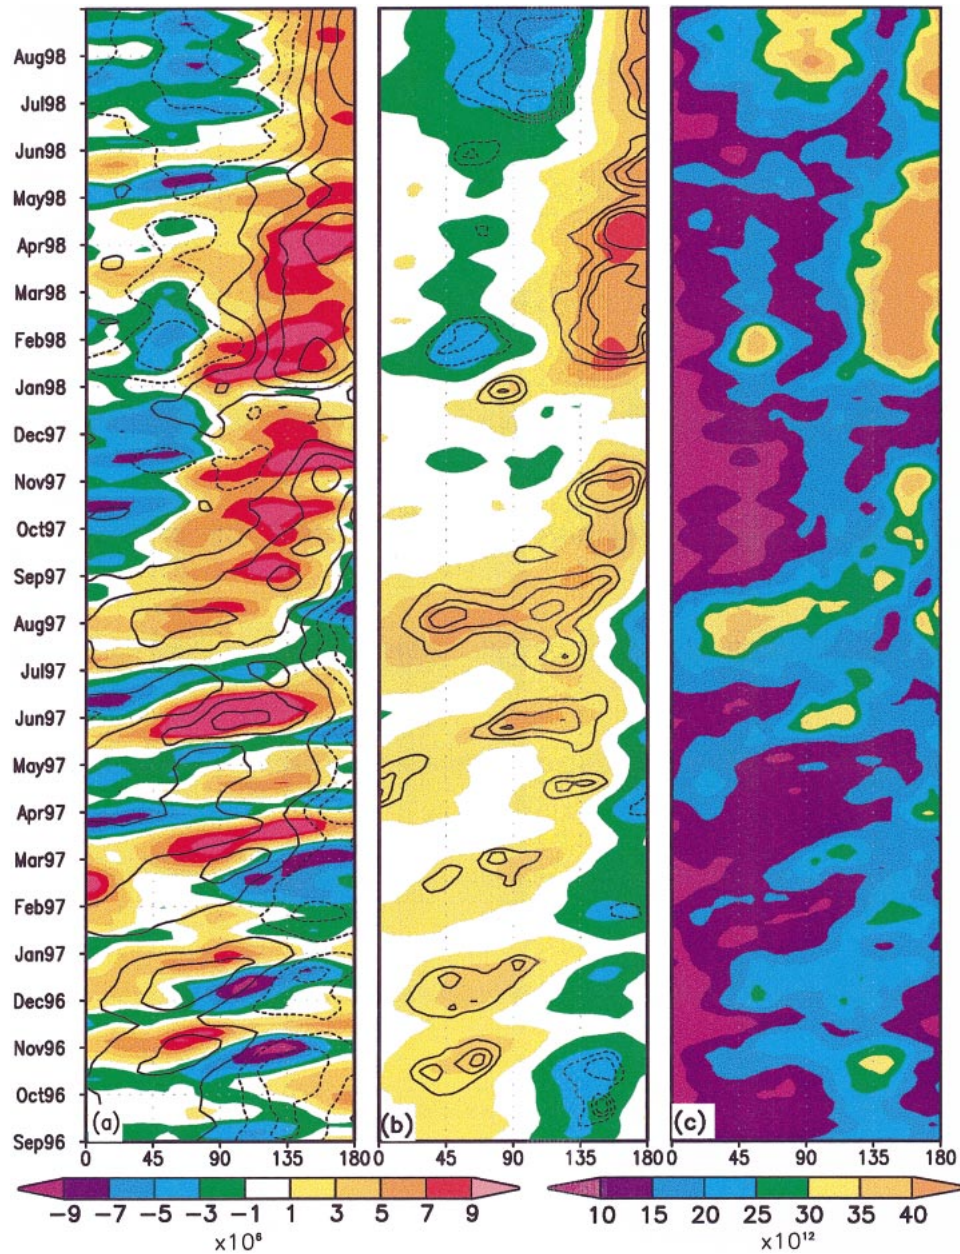 Aug98
Jul98
Jun98
May98
Apr98
Mar98
Feb98
Jan98
Dec97
Nov97
Oct97
Sep97
Aug97
Jul97
Jun97
May97
Apr97
Mar97
Feb97
Jan97
Dec96
Nov96
Oct96
Sep96
(a) (b) (c)
0 45 90 135 180 0 45 90 135 180 0 45 90 135 180
−9 −7 −5 −3 −1 1 3 5 7 9 10 15 20 25 30 35 40
x10⁶ x10¹²